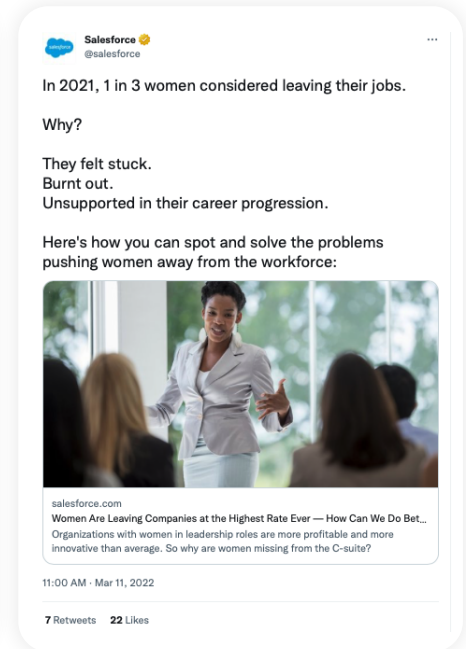 salesforce
Salesforce
@salesforce
In 2021, 1 in 3 women considered leaving their jobs.
Why?
They felt stuck.
Burnt out.
Unsupported in their career progression.
Here's how you can spot and solve the problems
pushing women away from the workforce:
salesforce.com
Women Are Leaving Companies at the Highest Rate Ever — How Can We Do Bet...
Organizations with women in leadership roles are more profitable and more
innovative than average. So why are women missing from the C-suite?
11:00 AM · Mar 11, 2022
7 Retweets 22 Likes